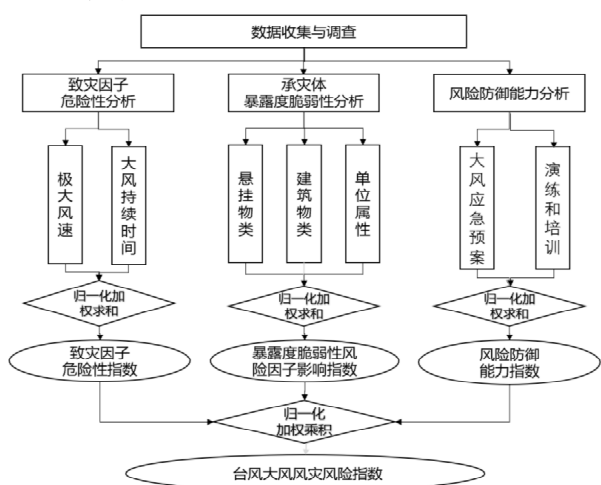 数据收集与调查
致灾因子
危险性分析
承灾体
暴露度脆弱性分析
风险防御能力分析
极大风速
大风持续时间
悬挂物类
建筑物类
单位属性
大风应急预案
演练和培训
归一化加
权求和
归一化加
权求和
归一化加
权求和
致灾因子
危险性指数
暴露度脆弱性风
险因子影响指数
风险防御
能力指数
归一化
加权乘积
台风大风风灾风险指数